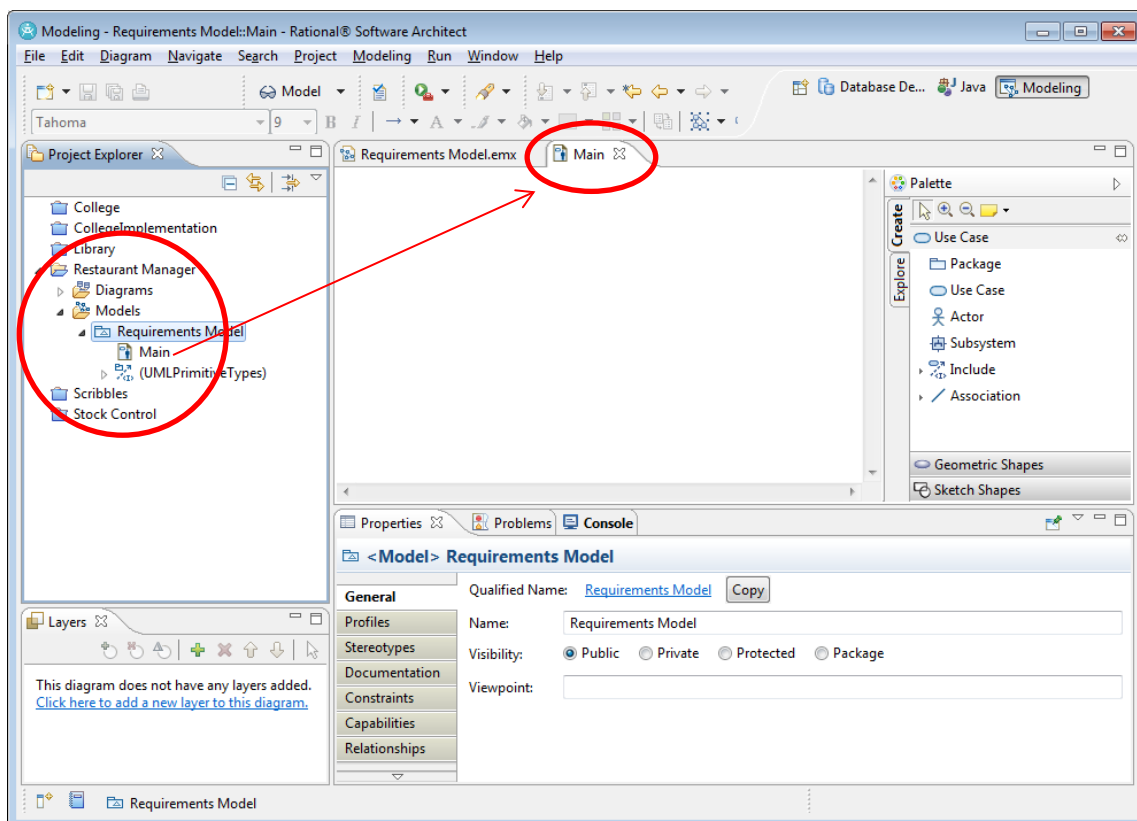 Modeling - Requirements Model::Main - Rational® Software Architect
File Edit Diagram Navigate Search Project Modeling Run Window Help
Model
Database De... Java Modeling
Tahoma 9 B I A
Project Explorer
College
CollegeImplementation
Library
Restaurant Manager
Diagrams
Models
Requirements Model
Main
(UMLPrimitiveTypes)
Scribbles
Stock Control
Requirements Model.emx Main
Palette
Create
Explore
Use Case
Package
Use Case
Actor
Subsystem
Include
Association
Geometric Shapes
Sketch Shapes
Layers
This diagram does not have any layers added.
Click here to add a new layer to this diagram.
Properties Problems Console
<Model> Requirements Model
General
Profiles
Stereotypes
Documentation
Constraints
Capabilities
Relationships
Qualified Name: Requirements Model Copy
Name: Requirements Model
Visibility: Public Private Protected Package
Viewpoint:
Requirements Model